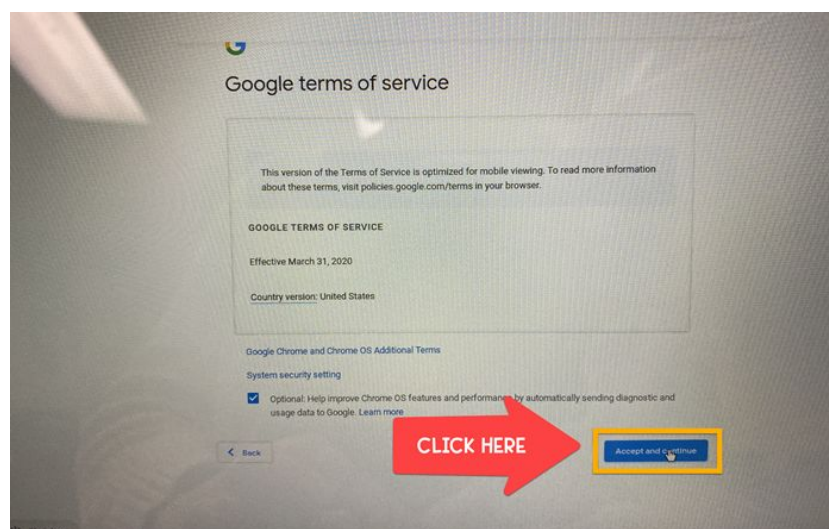 Google terms of service
This version of the Terms of Service is optimized for mobile viewing. To read more information
about these terms, visit policies.google.com/terms in your browser.
GOOGLE TERMS OF SERVICE
Effective March 31, 2020
Country version: United States
Google Chrome and Chrome OS Additional Terms
System security setting
Optional: Help improve Chrome OS features and performance by automatically sending diagnostic and
usage data to Google. Learn more
Back
CLICK HERE
Accept and continue